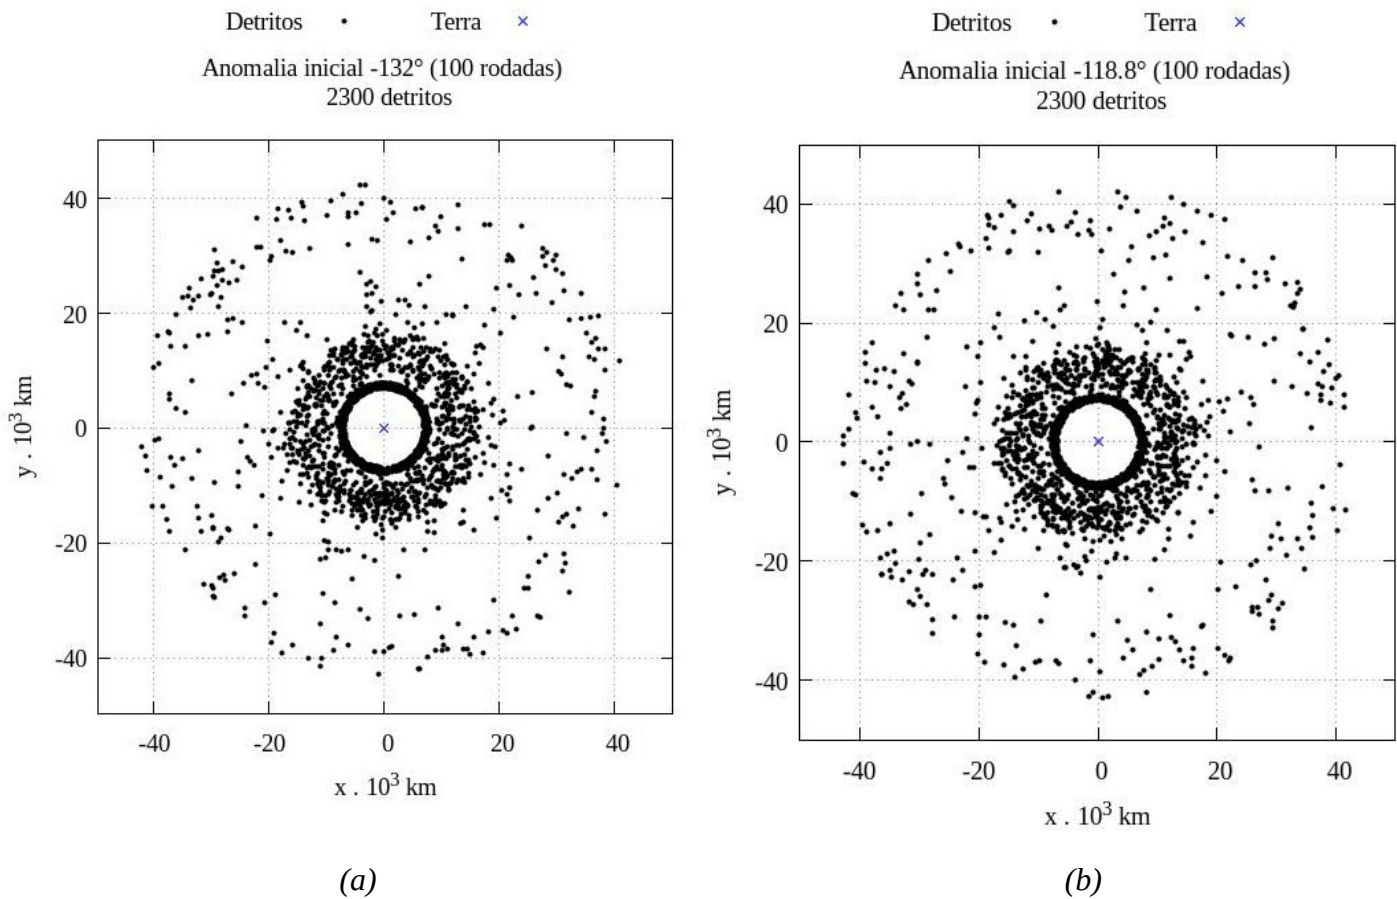 Detritos • Terra ×
Anomalia inicial -132° (100 rodadas)
2300 detritos
40
20
0
-20
-40
y . 10³ km
-40 -20 0 20 40
x . 10³ km
(a)
Detritos • Terra ×
Anomalia inicial -118.8° (100 rodadas)
2300 detritos
40
20
0
-20
-40
y . 10³ km
-40 -20 0 20 40
x . 10³ km
(b)